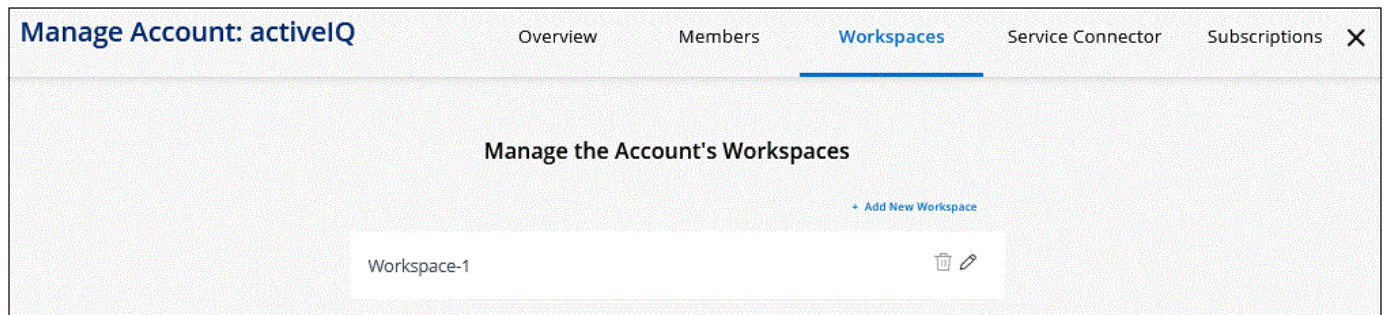 Manage Account: activeIQ
Overview
Members
Workspaces
Service Connector
Subscriptions
Manage the Account's Workspaces
+ Add New Workspace
Workspace-1